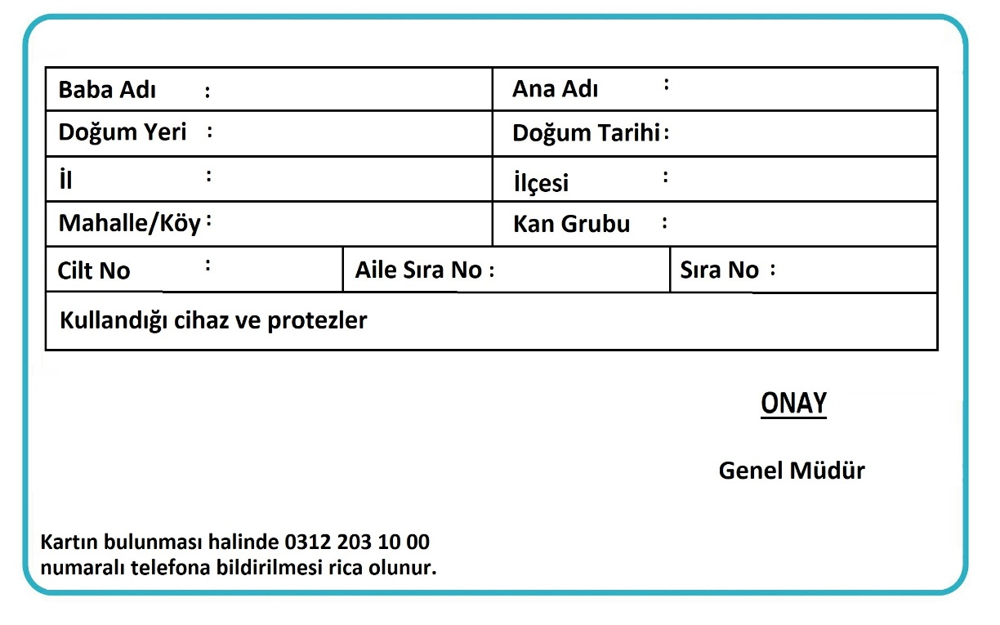 Baba Adı : Ana Adı :
Doğum Yeri : Doğum Tarihi :
İl : İlçesi :
Mahalle/Köy : Kan Grubu :
Cilt No : Aile Sıra No : Sıra No :
Kullandığı cihaz ve protezler
ONAY
Genel Müdür
Kartın bulunması halinde 0312 203 10 00
numaralı telefona bildirilmesi rica olunur.